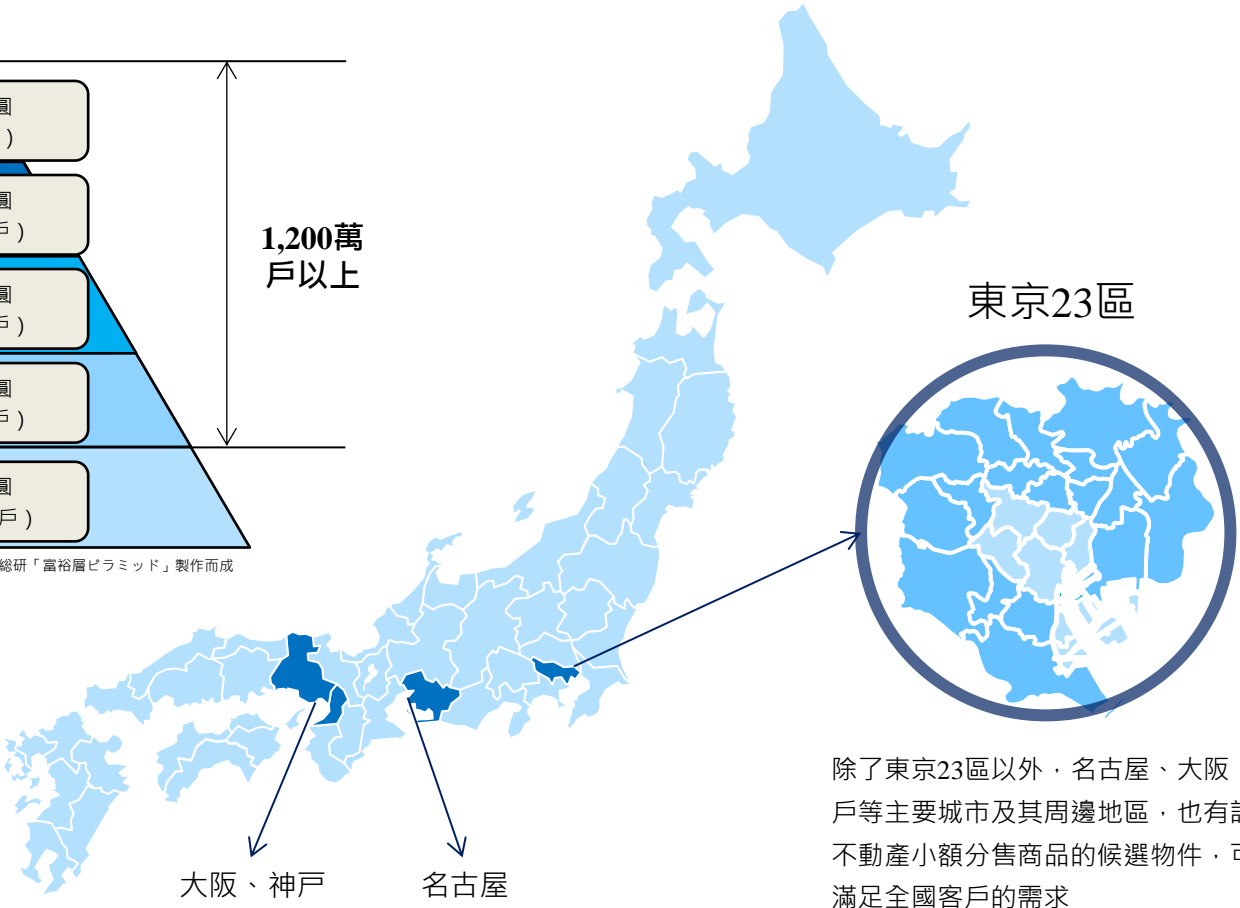 圓
)
圓
戶)
圓
戶)
圓
戶)
圓
戶)
1,200萬
戶以上
総研「富裕層ピラミッド」製作而成
東京23區
大阪、神戸
名古屋
除了東京23區以外，名古屋、大阪
戶等主要城市及其周邊地區，也有
不動產小額分售商品的候選物件，可
滿足全國客戶的需求